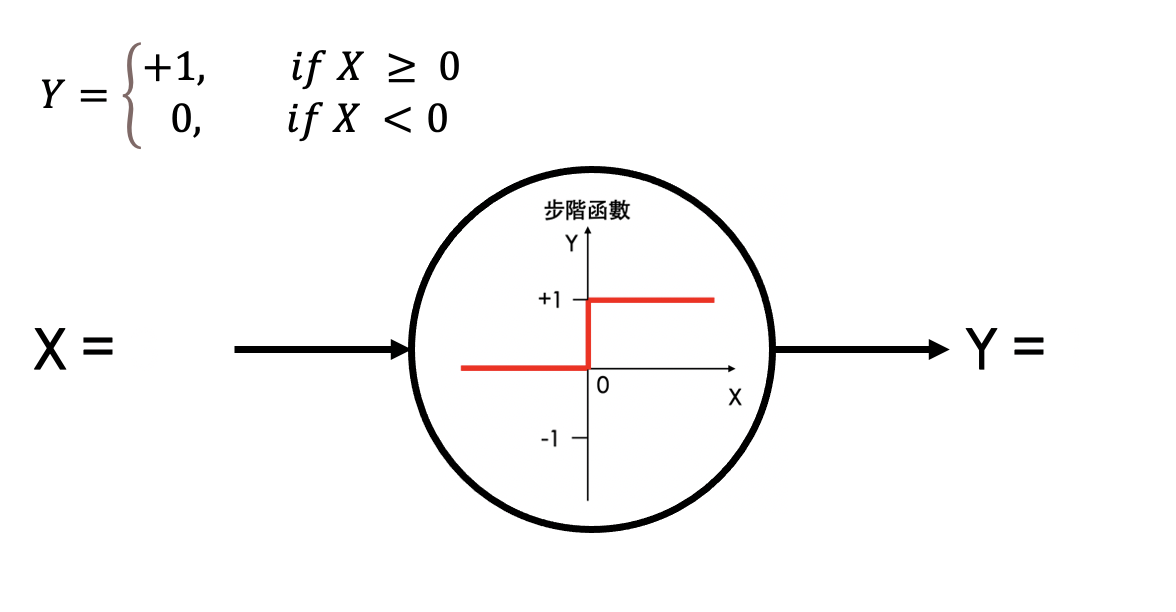 Y = { +1, if X ≥ 0
0, if X < 0
步階函數
Y
+1
X =
Y =
0
X
-1